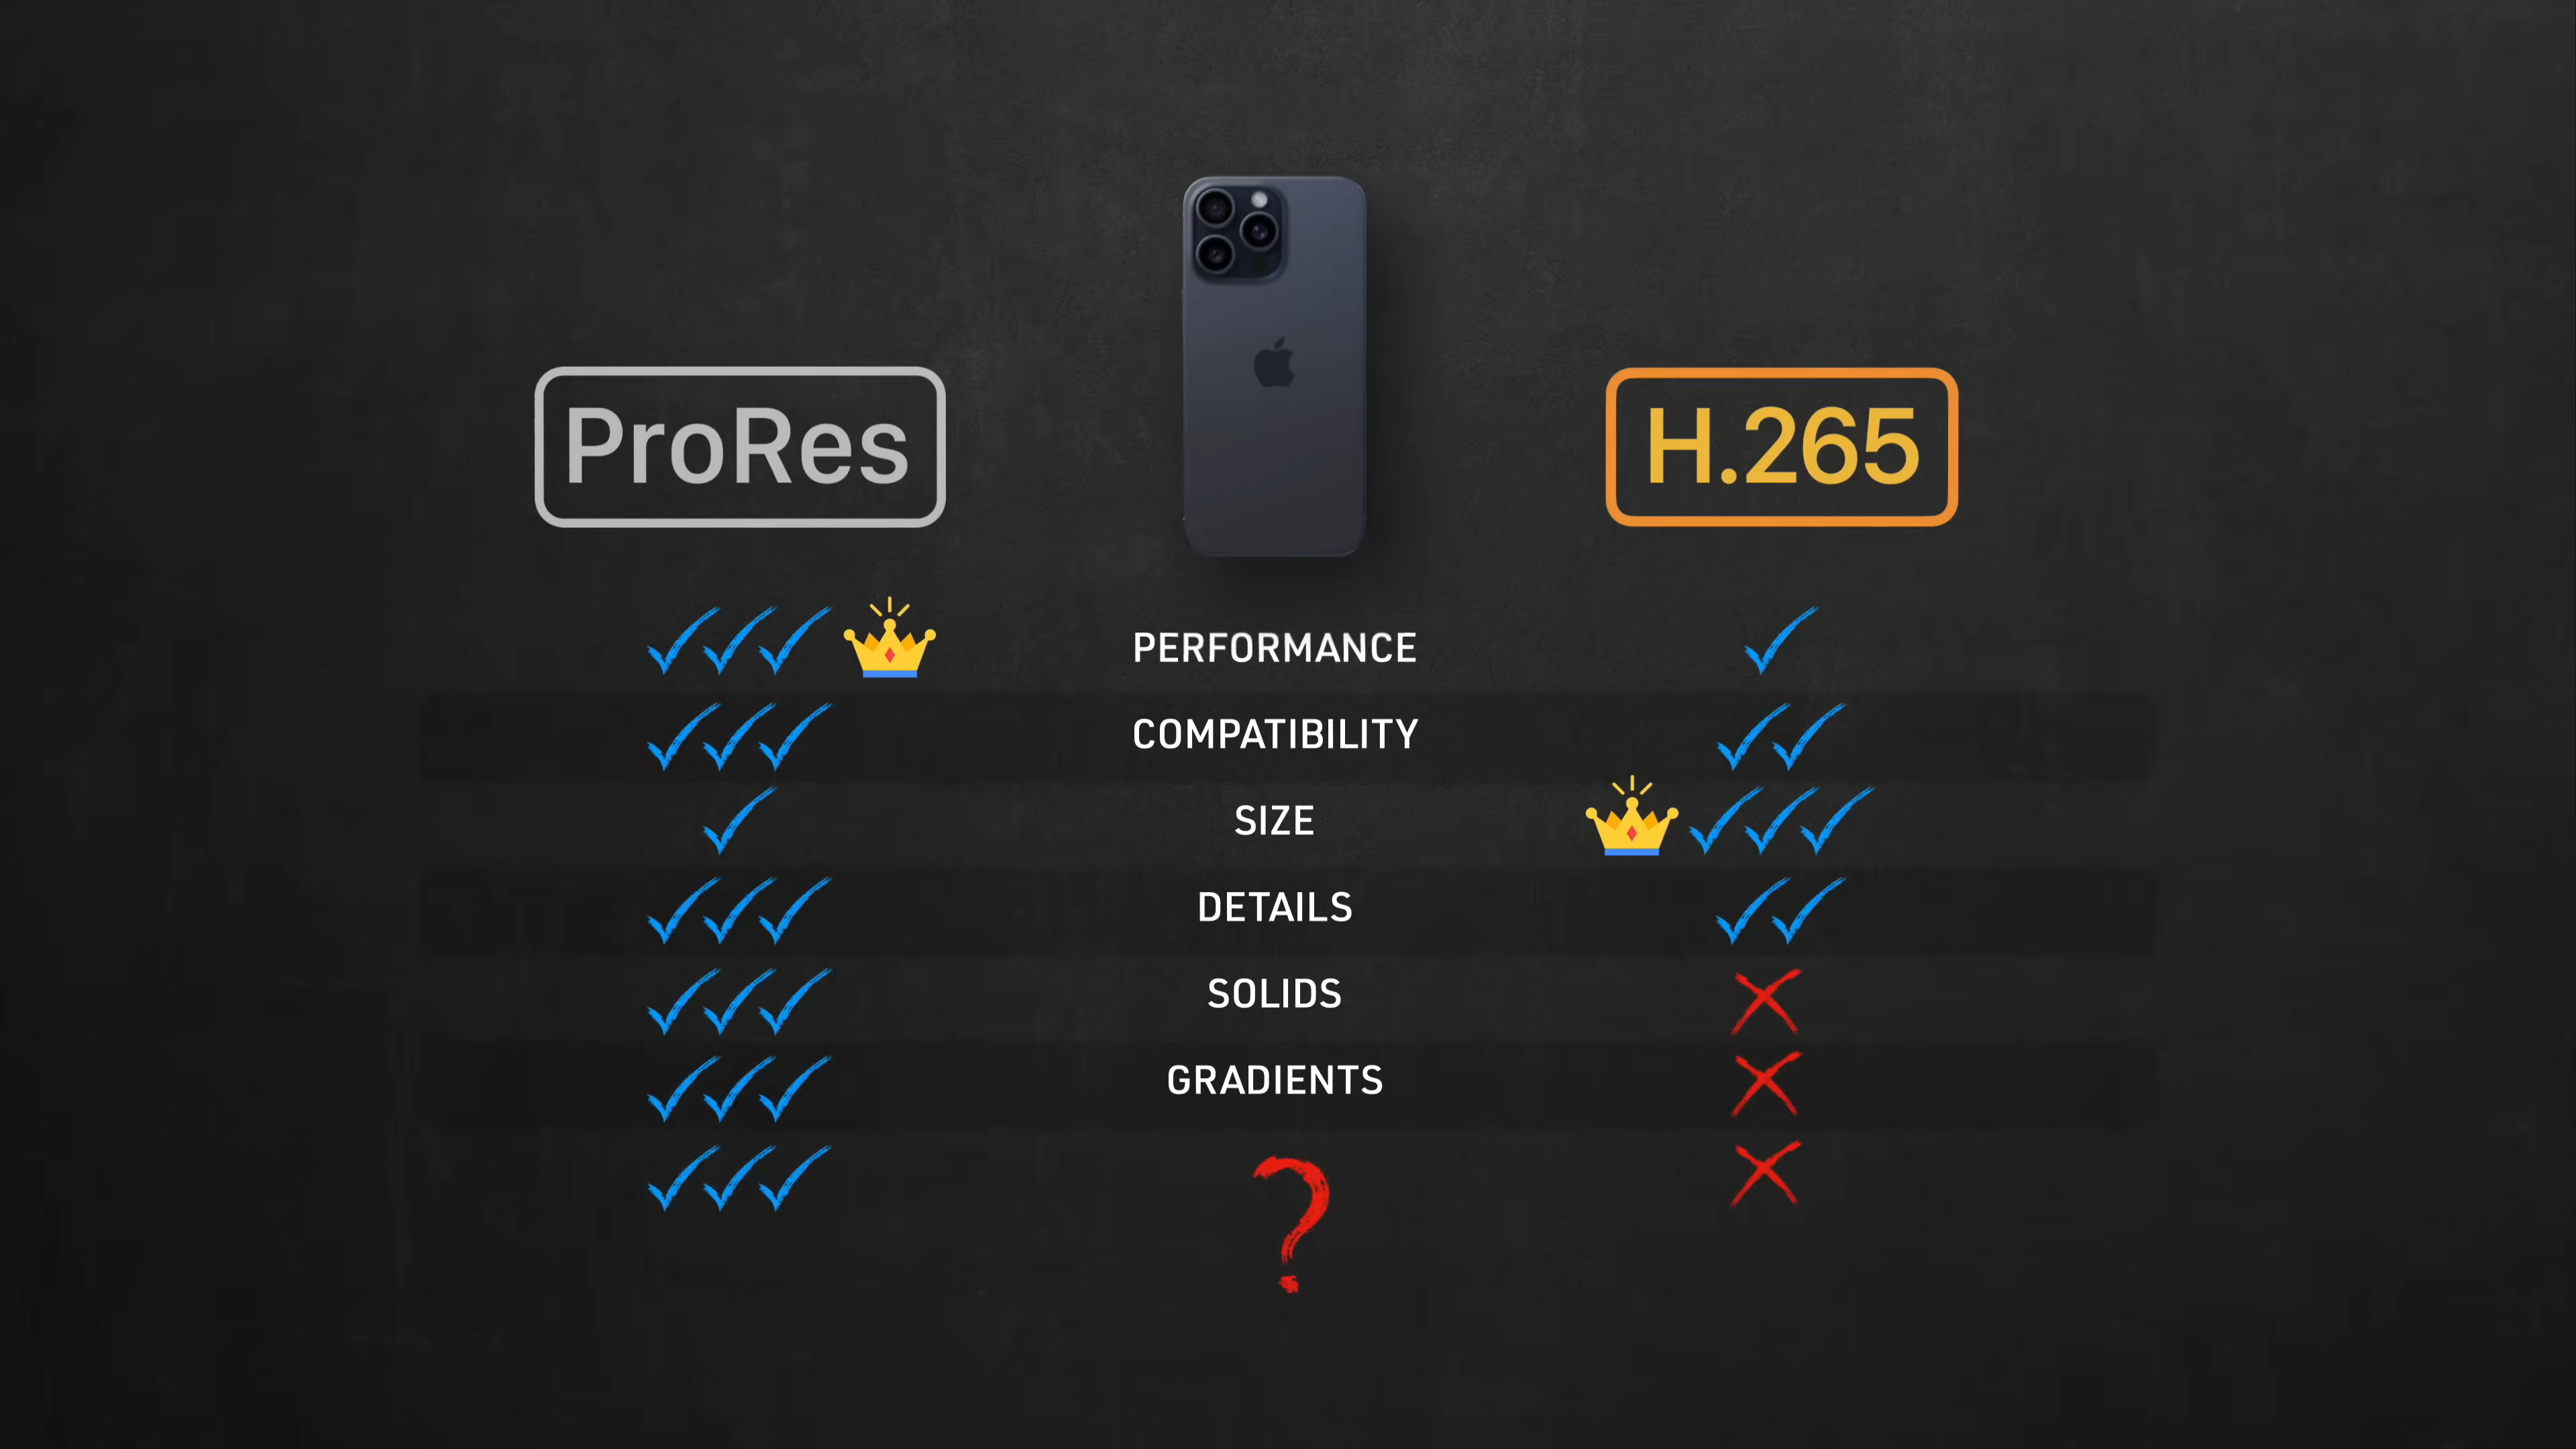 ProRes
H.265
PERFORMANCE
COMPATIBILITY
SIZE
DETAILS
SOLIDS
GRADIENTS
?